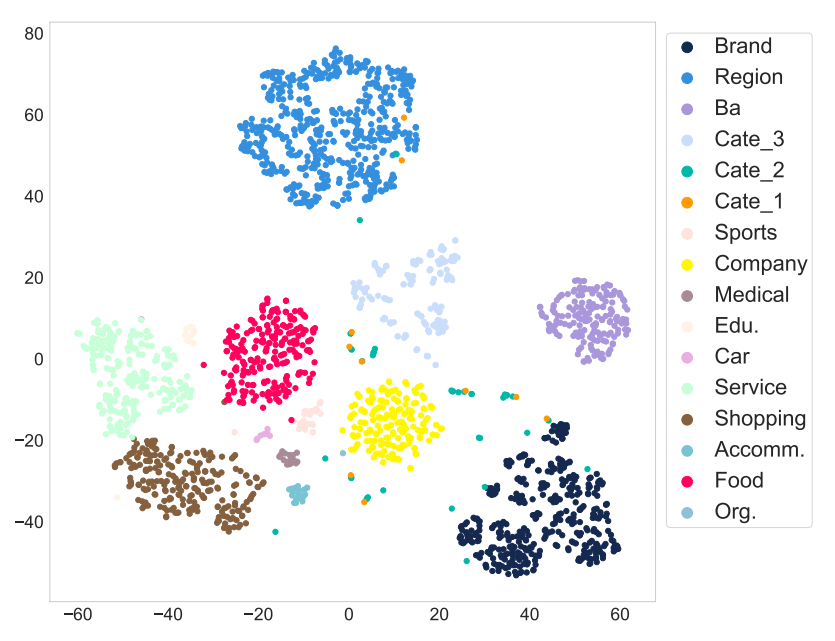 80
60
40
20
0
−20
−40
−60
−40
−20
0
20
40
60
Brand
Region
Ba
Cate_3
Cate_2
Cate_1
Sports
Company
Medical
Edu.
Car
Service
Shopping
Accomm.
Food
Org.